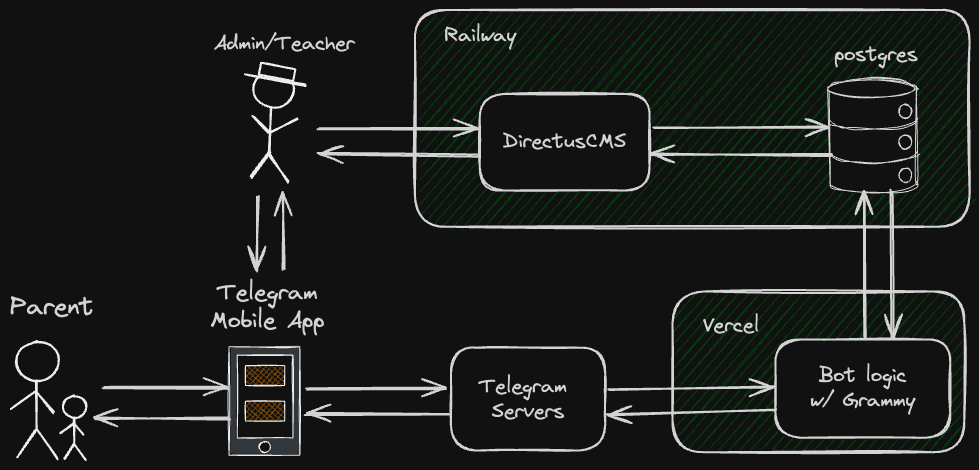 Railway
Admin/Teacher
postgres
DirectusCMS
Telegram
Mobile App
Parent
Vercel
Telegram
Servers
Bot logic
w/ Grammy